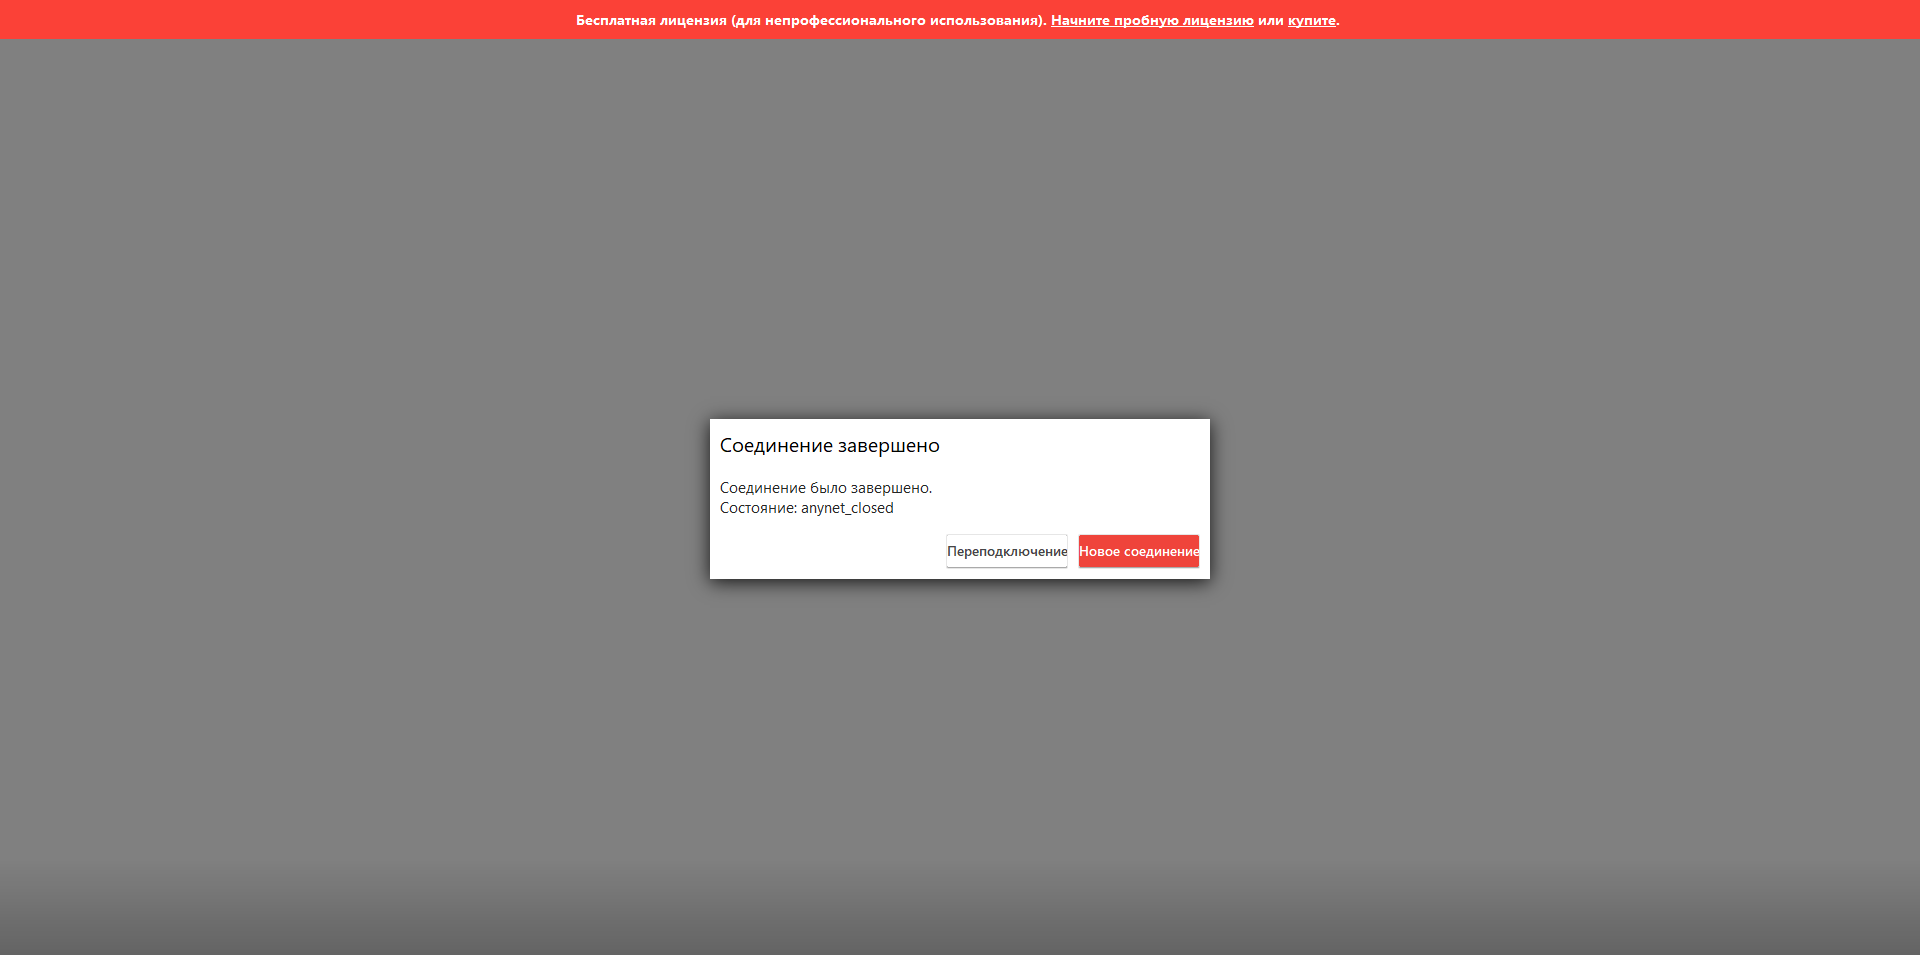 Бесплатная лицензия (для непрофессионального использования). Начните пробную лицензию или купите.
Соединение завершено
Соединение было завершено.
Состояние: anynet_closed
Переподключение
Новое соединение